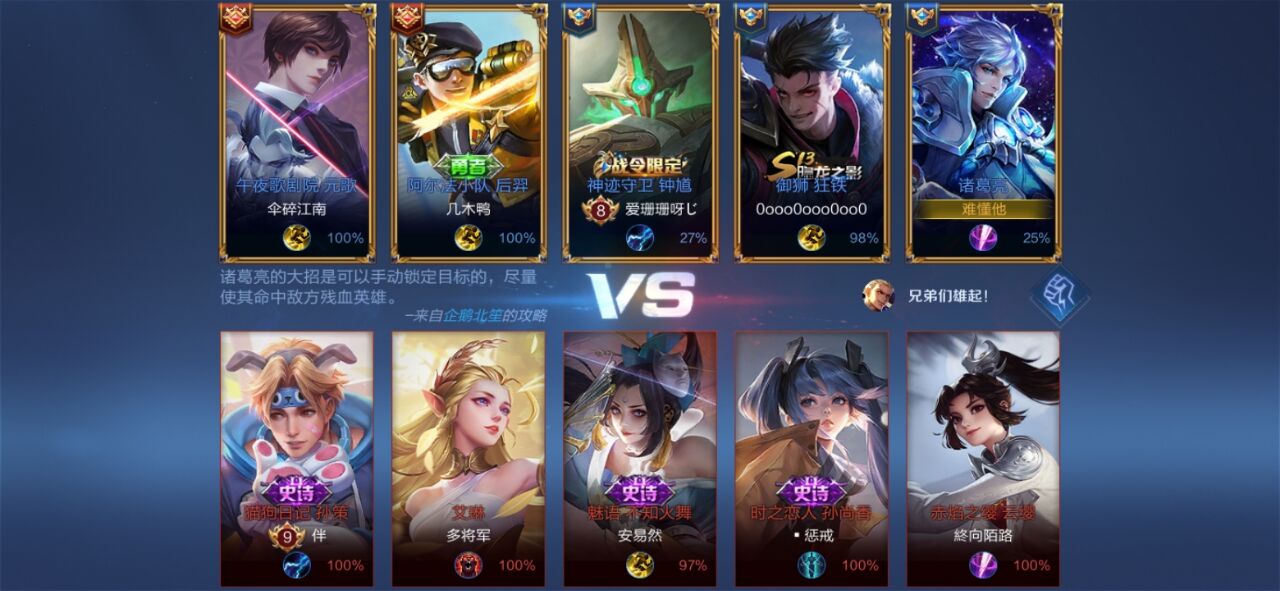 勇者
战令限定
S13
隐龙之影
午夜歌剧院 元歌
阿尔法小队 后羿
神迹守卫 钟馗
御狮 狂铁
诸葛亮
伞碎江南
几木鸭
8
爱珊珊呀じ
0ooo0ooo0oo0
难懂他
100%
100%
27%
98%
25%
诸葛亮的大招是可以手动锁定目标的，尽量
使其命中敌方残血英雄。
—来自企鹅北笙的攻略
VS
兄弟们雄起！
史诗
史诗
史诗
猫狗日记 孙策
艾琳
魅语 不知火舞
时之恋人 孙尚香
赤焰之缨 云缨
9
伴
多将军
安易然
▪惩戒
終向陌路
100%
100%
97%
100%
100%